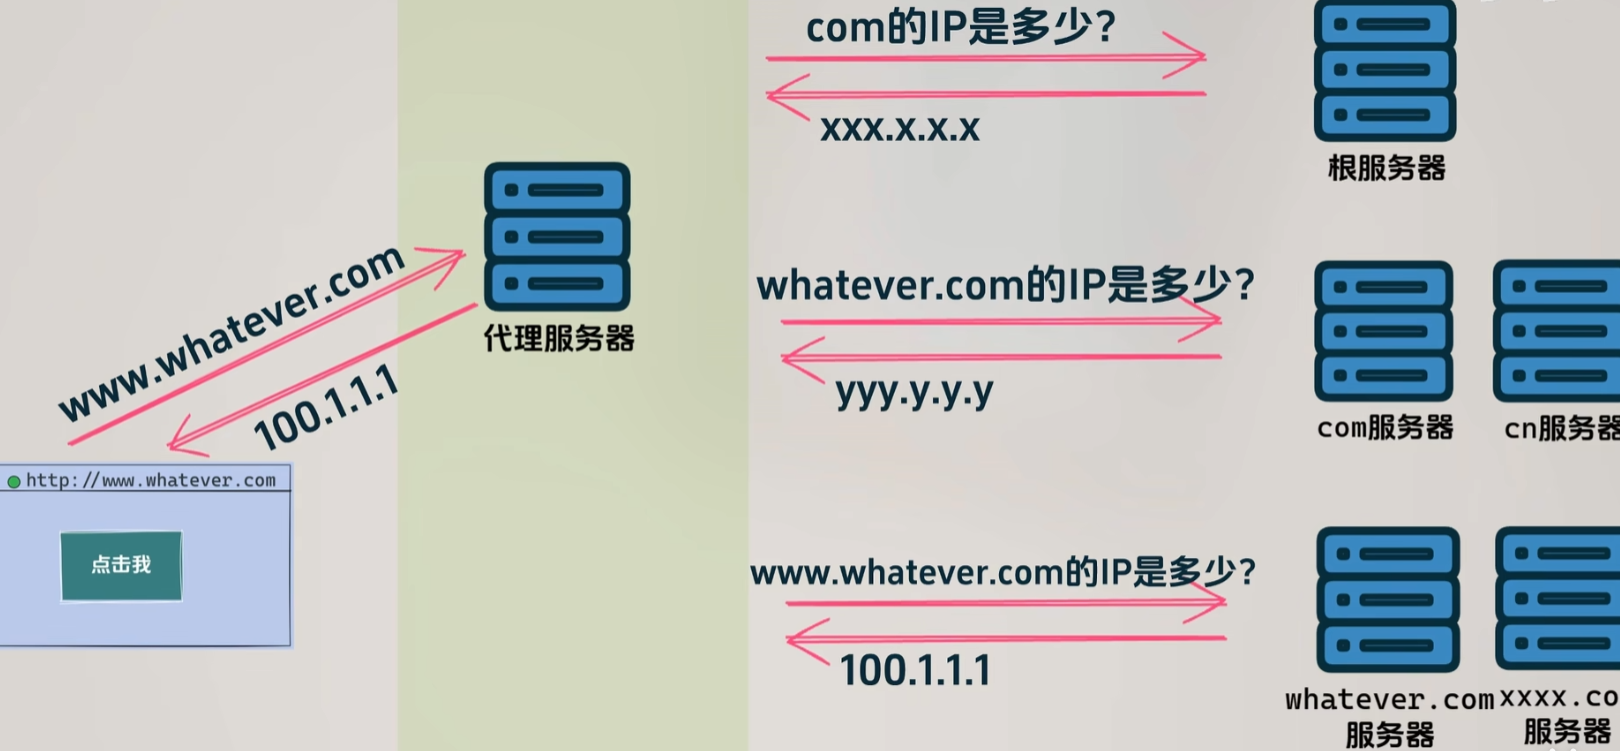 com的IP是多少？
xxx.x.x.x
根服务器
www.whatever.com
100.1.1.1
代理服务器
whatever.com的IP是多少？
yyy.y.y.y
com服务器
cn服务器
http://www.whatever.com
点击我
www.whatever.com的IP是多少？
100.1.1.1
whatever.com
服务器
xxxx.co
服务器